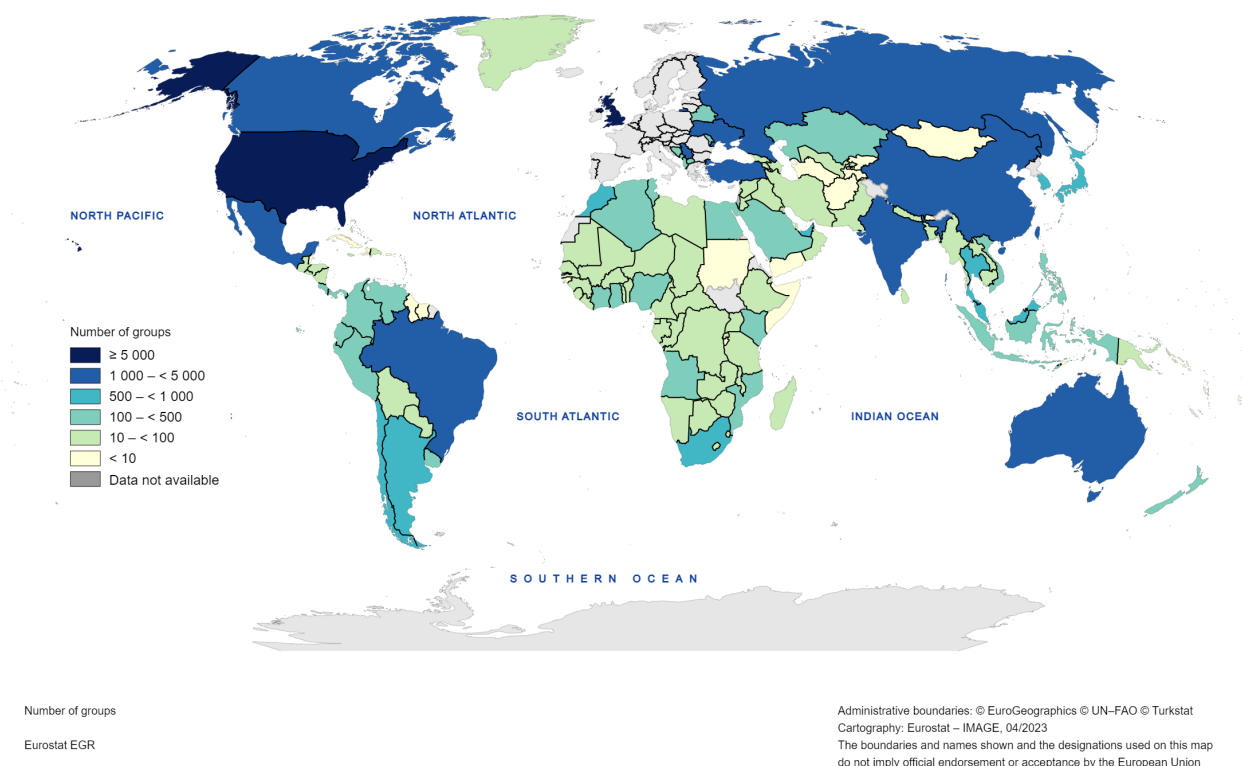 NORTH PACIFIC
NORTH ATLANTIC
Number of groups
≥ 5 000
1 000 – < 5 000
500 – < 1 000
100 – < 500
10 – < 100
< 10
Data not available
SOUTH ATLANTIC
INDIAN OCEAN
SOUTHERN OCEAN
Number of groups
Eurostat EGR
Administrative boundaries: © EuroGeographics © UN–FAO © Turkstat
Cartography: Eurostat – IMAGE, 04/2023
The boundaries and names shown and the designations used on this map
do not imply official endorsement or acceptance by the European Union